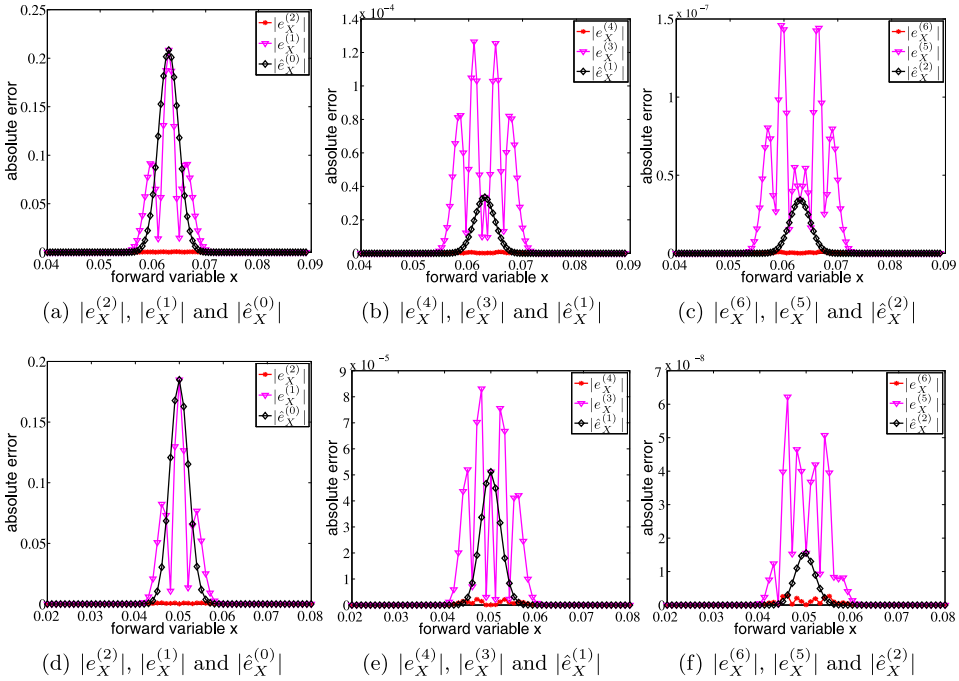 0.25
0.2
0.15
0.1
0.05
0
absolute error
0.04 0.05 0.06 0.07 0.08 0.09
forward variable x
|e_X^{(2)}|
|e_X^{(1)}|
|ê_X^{(0)}|
(a) |e_X^{(2)}|, |e_X^{(1)}| and |ê_X^{(0)}|
x 10^{-4}
1.4
1.2
1
0.8
0.6
0.4
0.2
0
absolute error
0.04 0.05 0.06 0.07 0.08 0.09
forward variable x
|e_X^{(4)}|
|e_X^{(3)}|
|ê_X^{(1)}|
(b) |e_X^{(4)}|, |e_X^{(3)}| and |ê_X^{(1)}|
x 10^{-7}
1.5
1
0.5
0
absolute error
0.04 0.05 0.06 0.07 0.08 0.09
forward variable x
|e_X^{(6)}|
|e_X^{(5)}|
|ê_X^{(2)}|
(c) |e_X^{(6)}|, |e_X^{(5)}| and |ê_X^{(2)}|
0.2
0.15
0.1
0.05
0
absolute error
0.02 0.03 0.04 0.05 0.06 0.07 0.08
forward variable x
|e_X^{(2)}|
|e_X^{(1)}|
|ê_X^{(0)}|
(d) |e_X^{(2)}|, |e_X^{(1)}| and |ê_X^{(0)}|
x 10^{-5}
9
8
7
6
5
4
3
2
1
0
absolute error
0.02 0.03 0.04 0.05 0.06 0.07 0.08
forward variable x
|e_X^{(4)}|
|e_X^{(3)}|
|ê_X^{(1)}|
(e) |e_X^{(4)}|, |e_X^{(3)}| and |ê_X^{(1)}|
x 10^{-8}
7
6
5
4
3
2
1
0
absolute error
0.02 0.03 0.04 0.05 0.06 0.07 0.08
forward variable x
|e_X^{(6)}|
|e_X^{(5)}|
|ê_X^{(2)}|
(f) |e_X^{(6)}|, |e_X^{(5)}| and |ê_X^{(2)}|